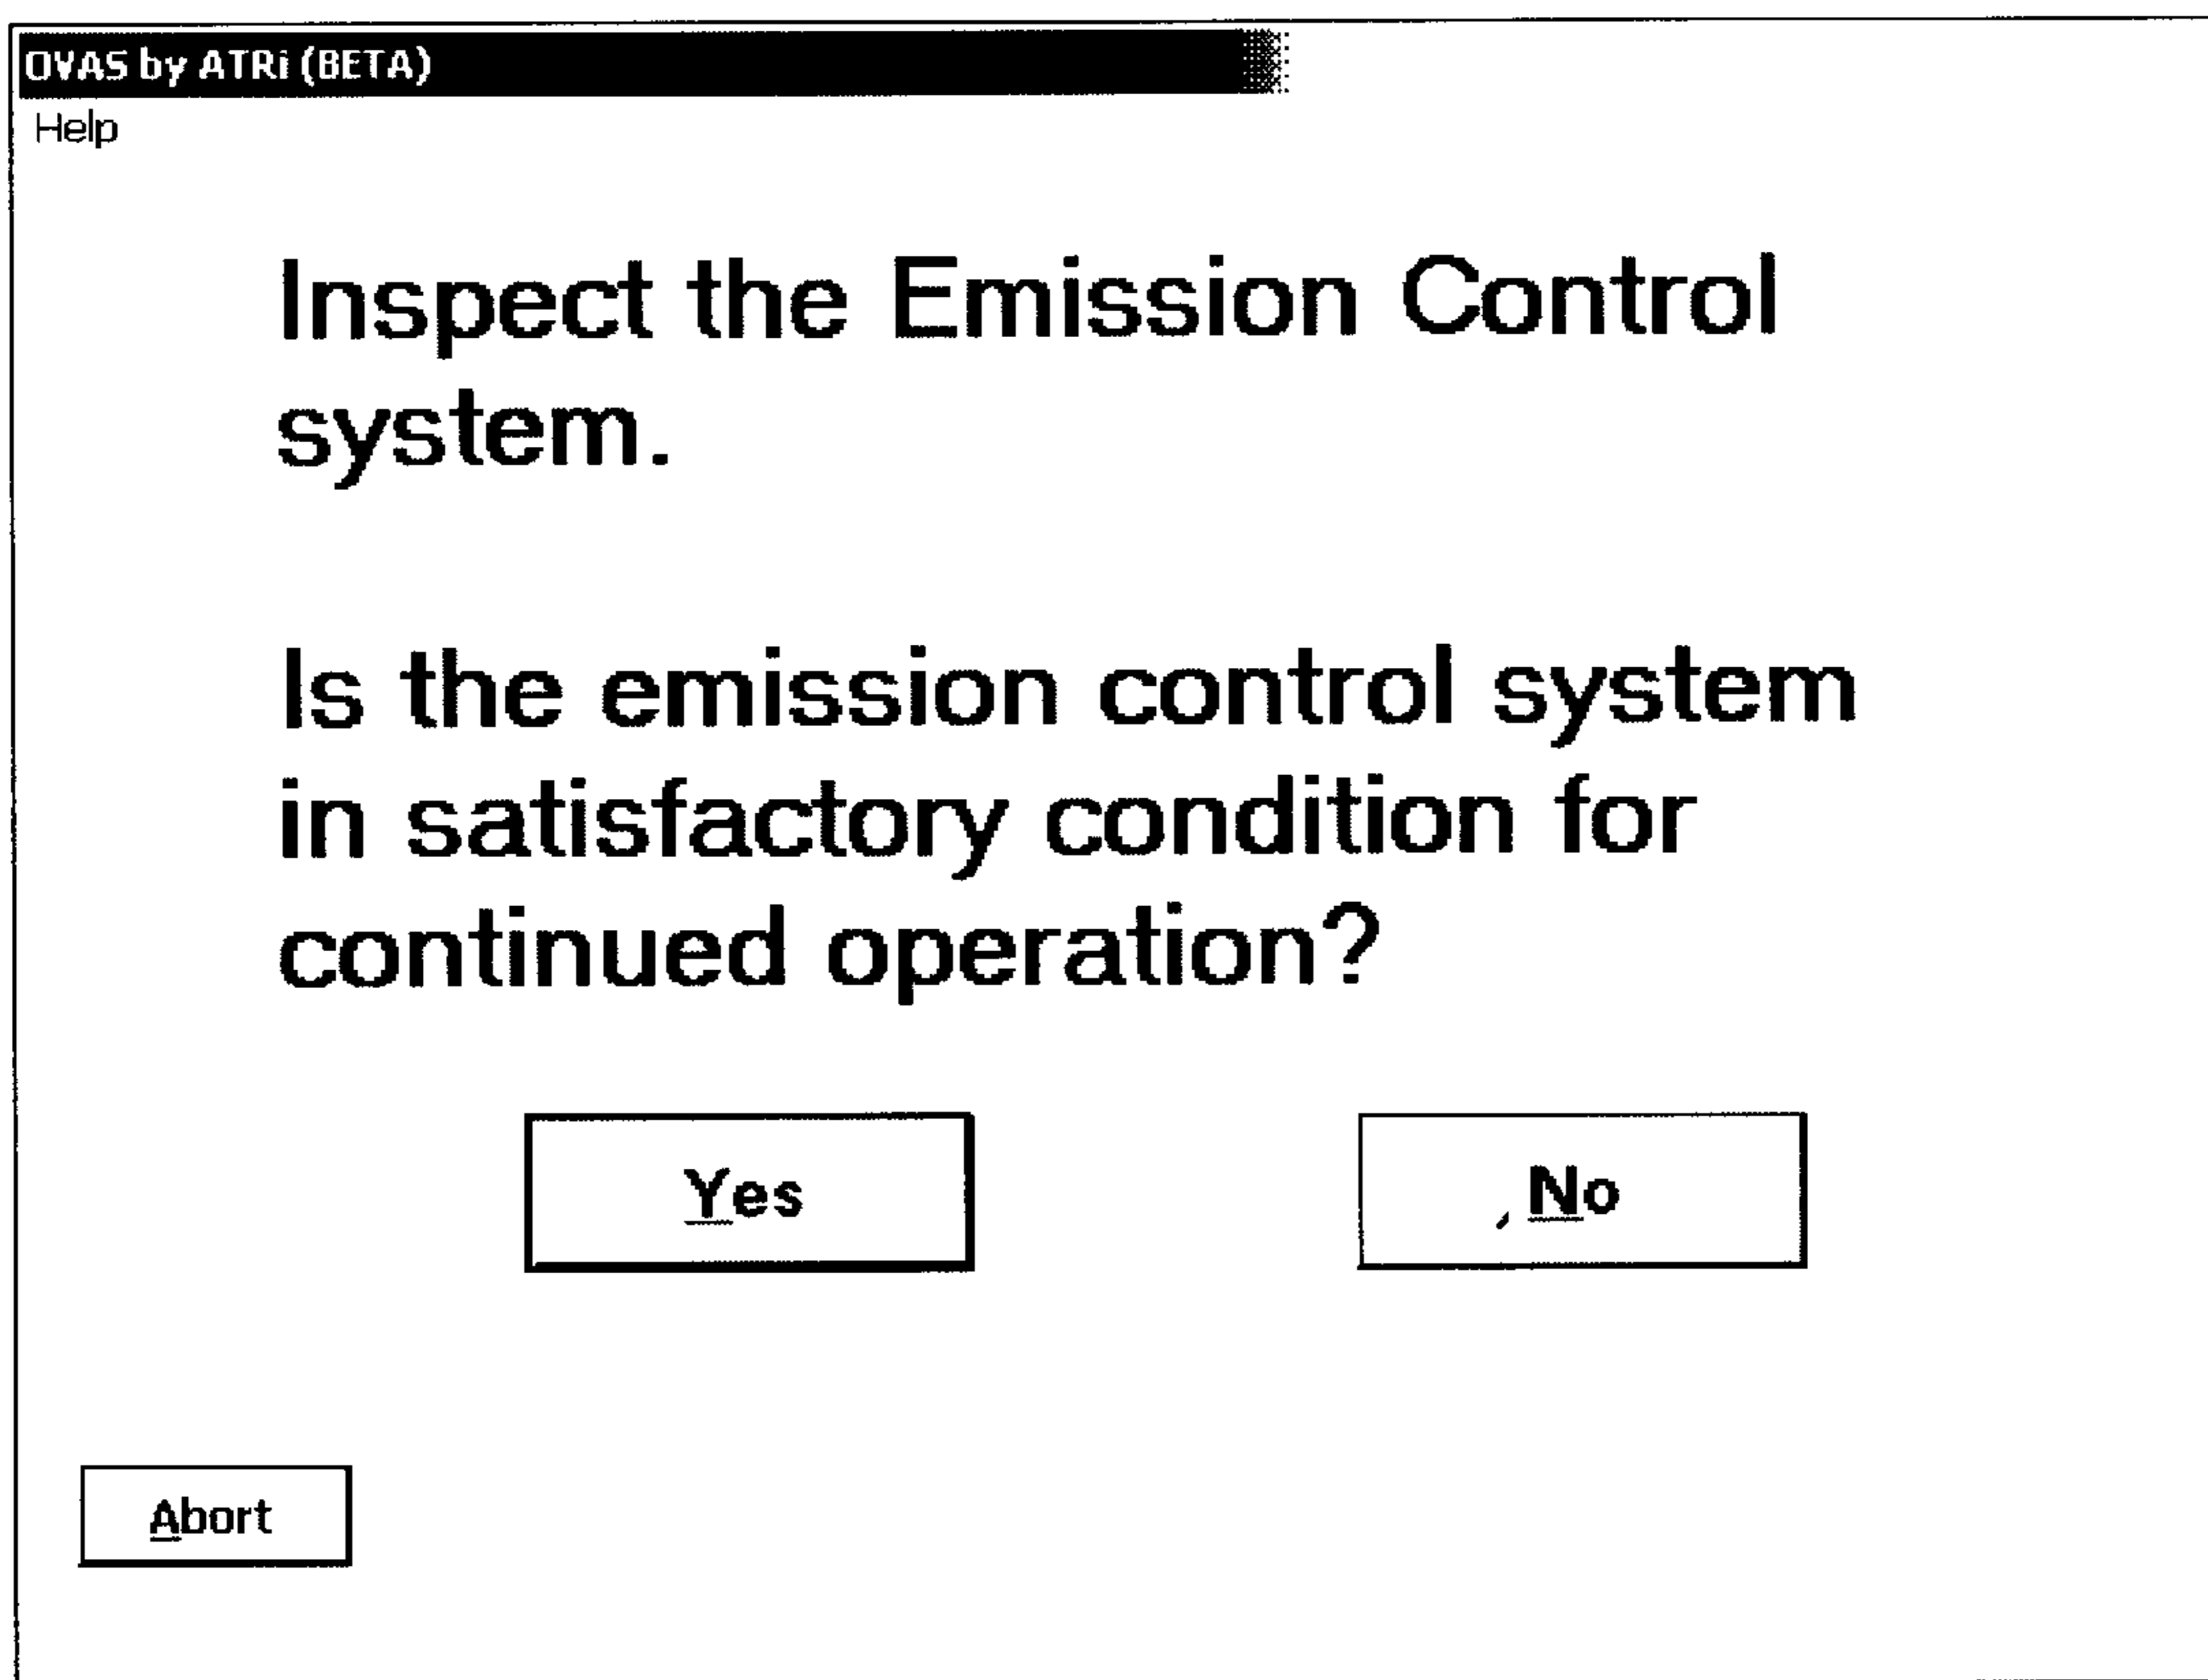 OVAS by ATRI (BETA)
Help
Inspect the Emission Control
system.
Is the emission control system
in satisfactory condition for
continued operation?
Yes
No
Abort